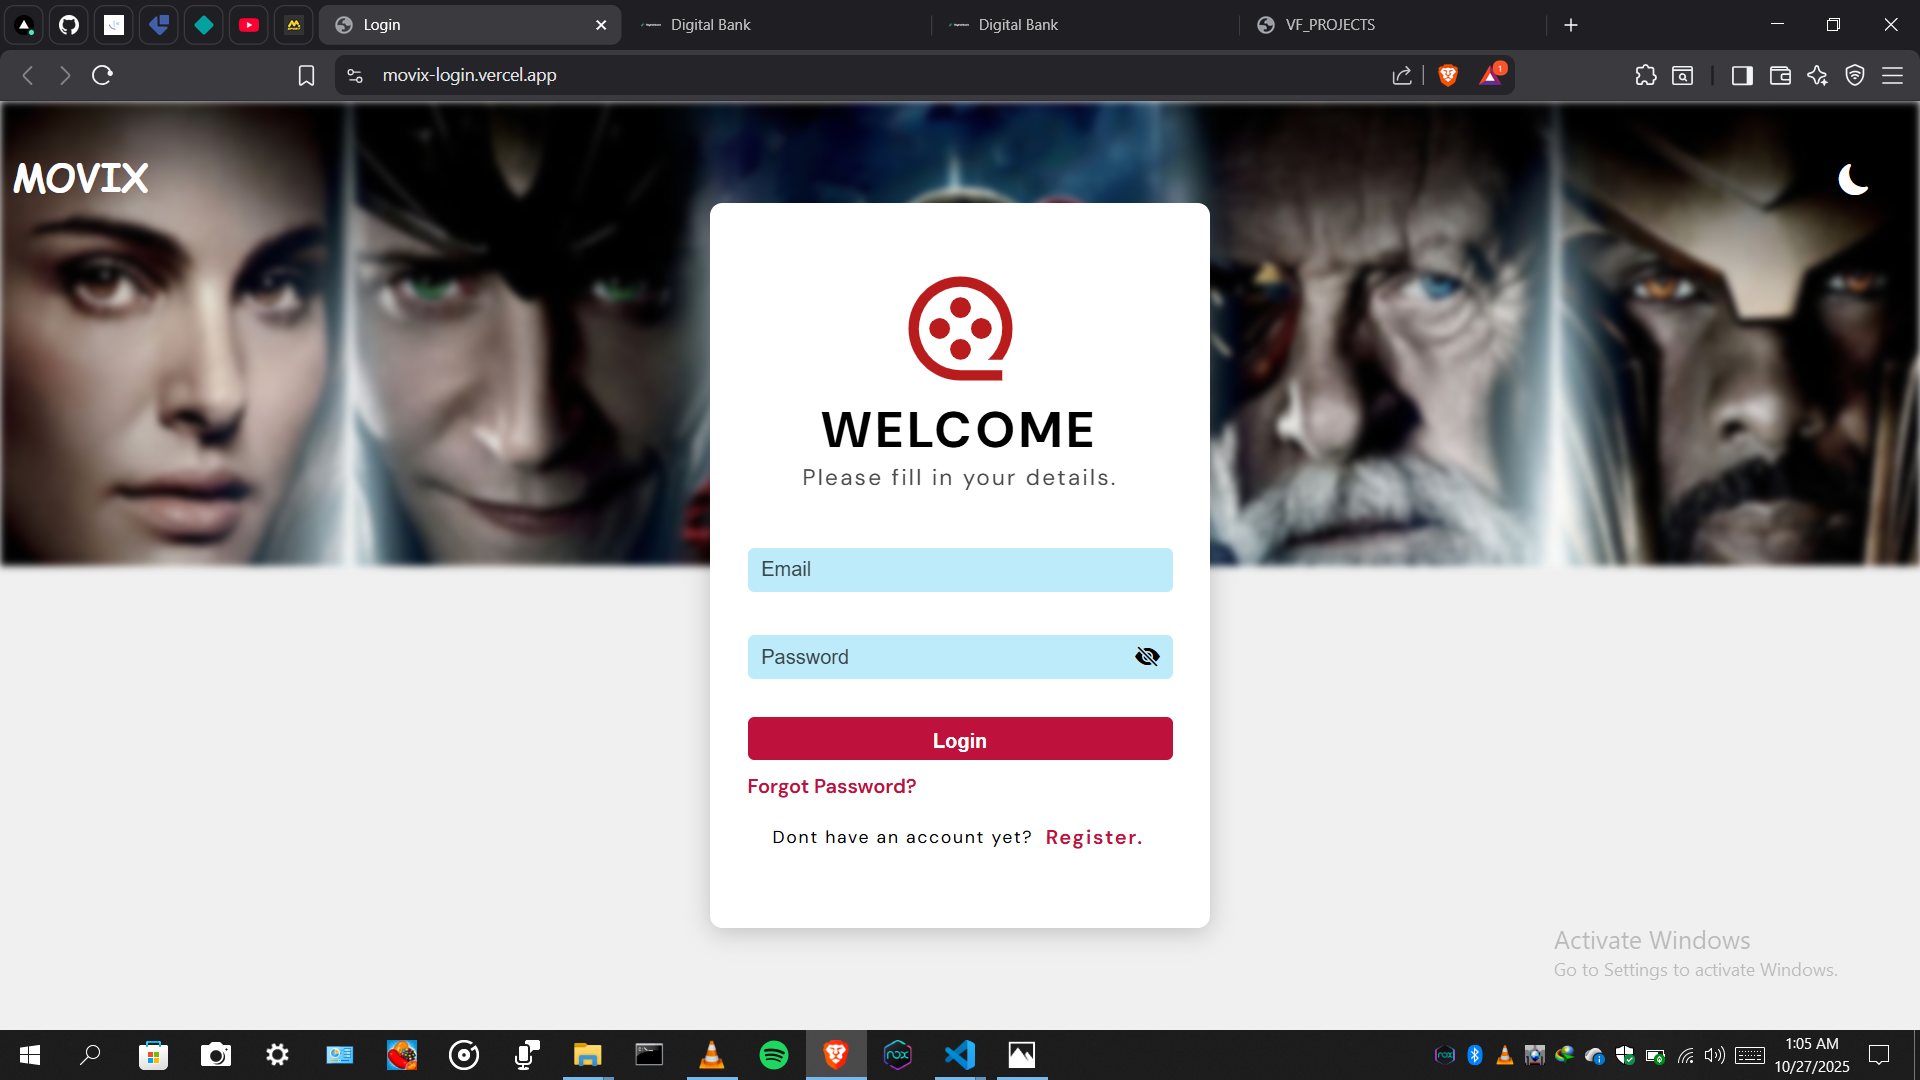 Login
Digital Bank
Digital Bank
VF_PROJECTS
movix-login.vercel.app
1
MOVIX
WELCOME
Please fill in your details.
Email
Password
Login
Forgot Password?
Dont have an account yet? Register.
Activate Windows
Go to Settings to activate Windows.
nox
1:05 AM
10/27/2025